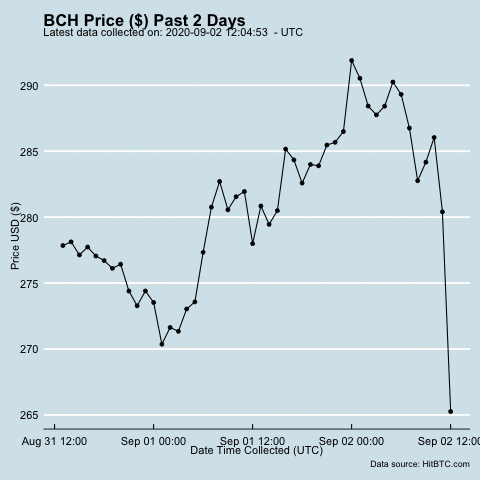 BCH Price ($) Past 2 Days
Latest data collected on: 2020-09-02 12:04:53 - UTC
290
285
280
275
270
265
Price USD ($)
Aug 31 12:00 Sep 01 00:00 Sep 01 12:00 Sep 02 00:00 Sep 02 12:00
Date Time Collected (UTC)
Data source: HitBTC.com